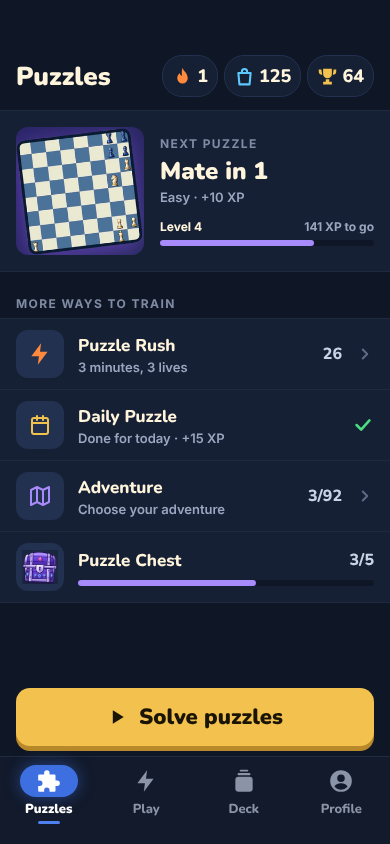 Puzzles
1
125
64
NEXT PUZZLE
Mate in 1
Easy · +10 XP
Level 4
141 XP to go
MORE WAYS TO TRAIN
Puzzle Rush
3 minutes, 3 lives
26
Daily Puzzle
Done for today · +15 XP
Adventure
Choose your adventure
3/92
Puzzle Chest
3/5
Solve puzzles
Puzzles
Play
Deck
Profile